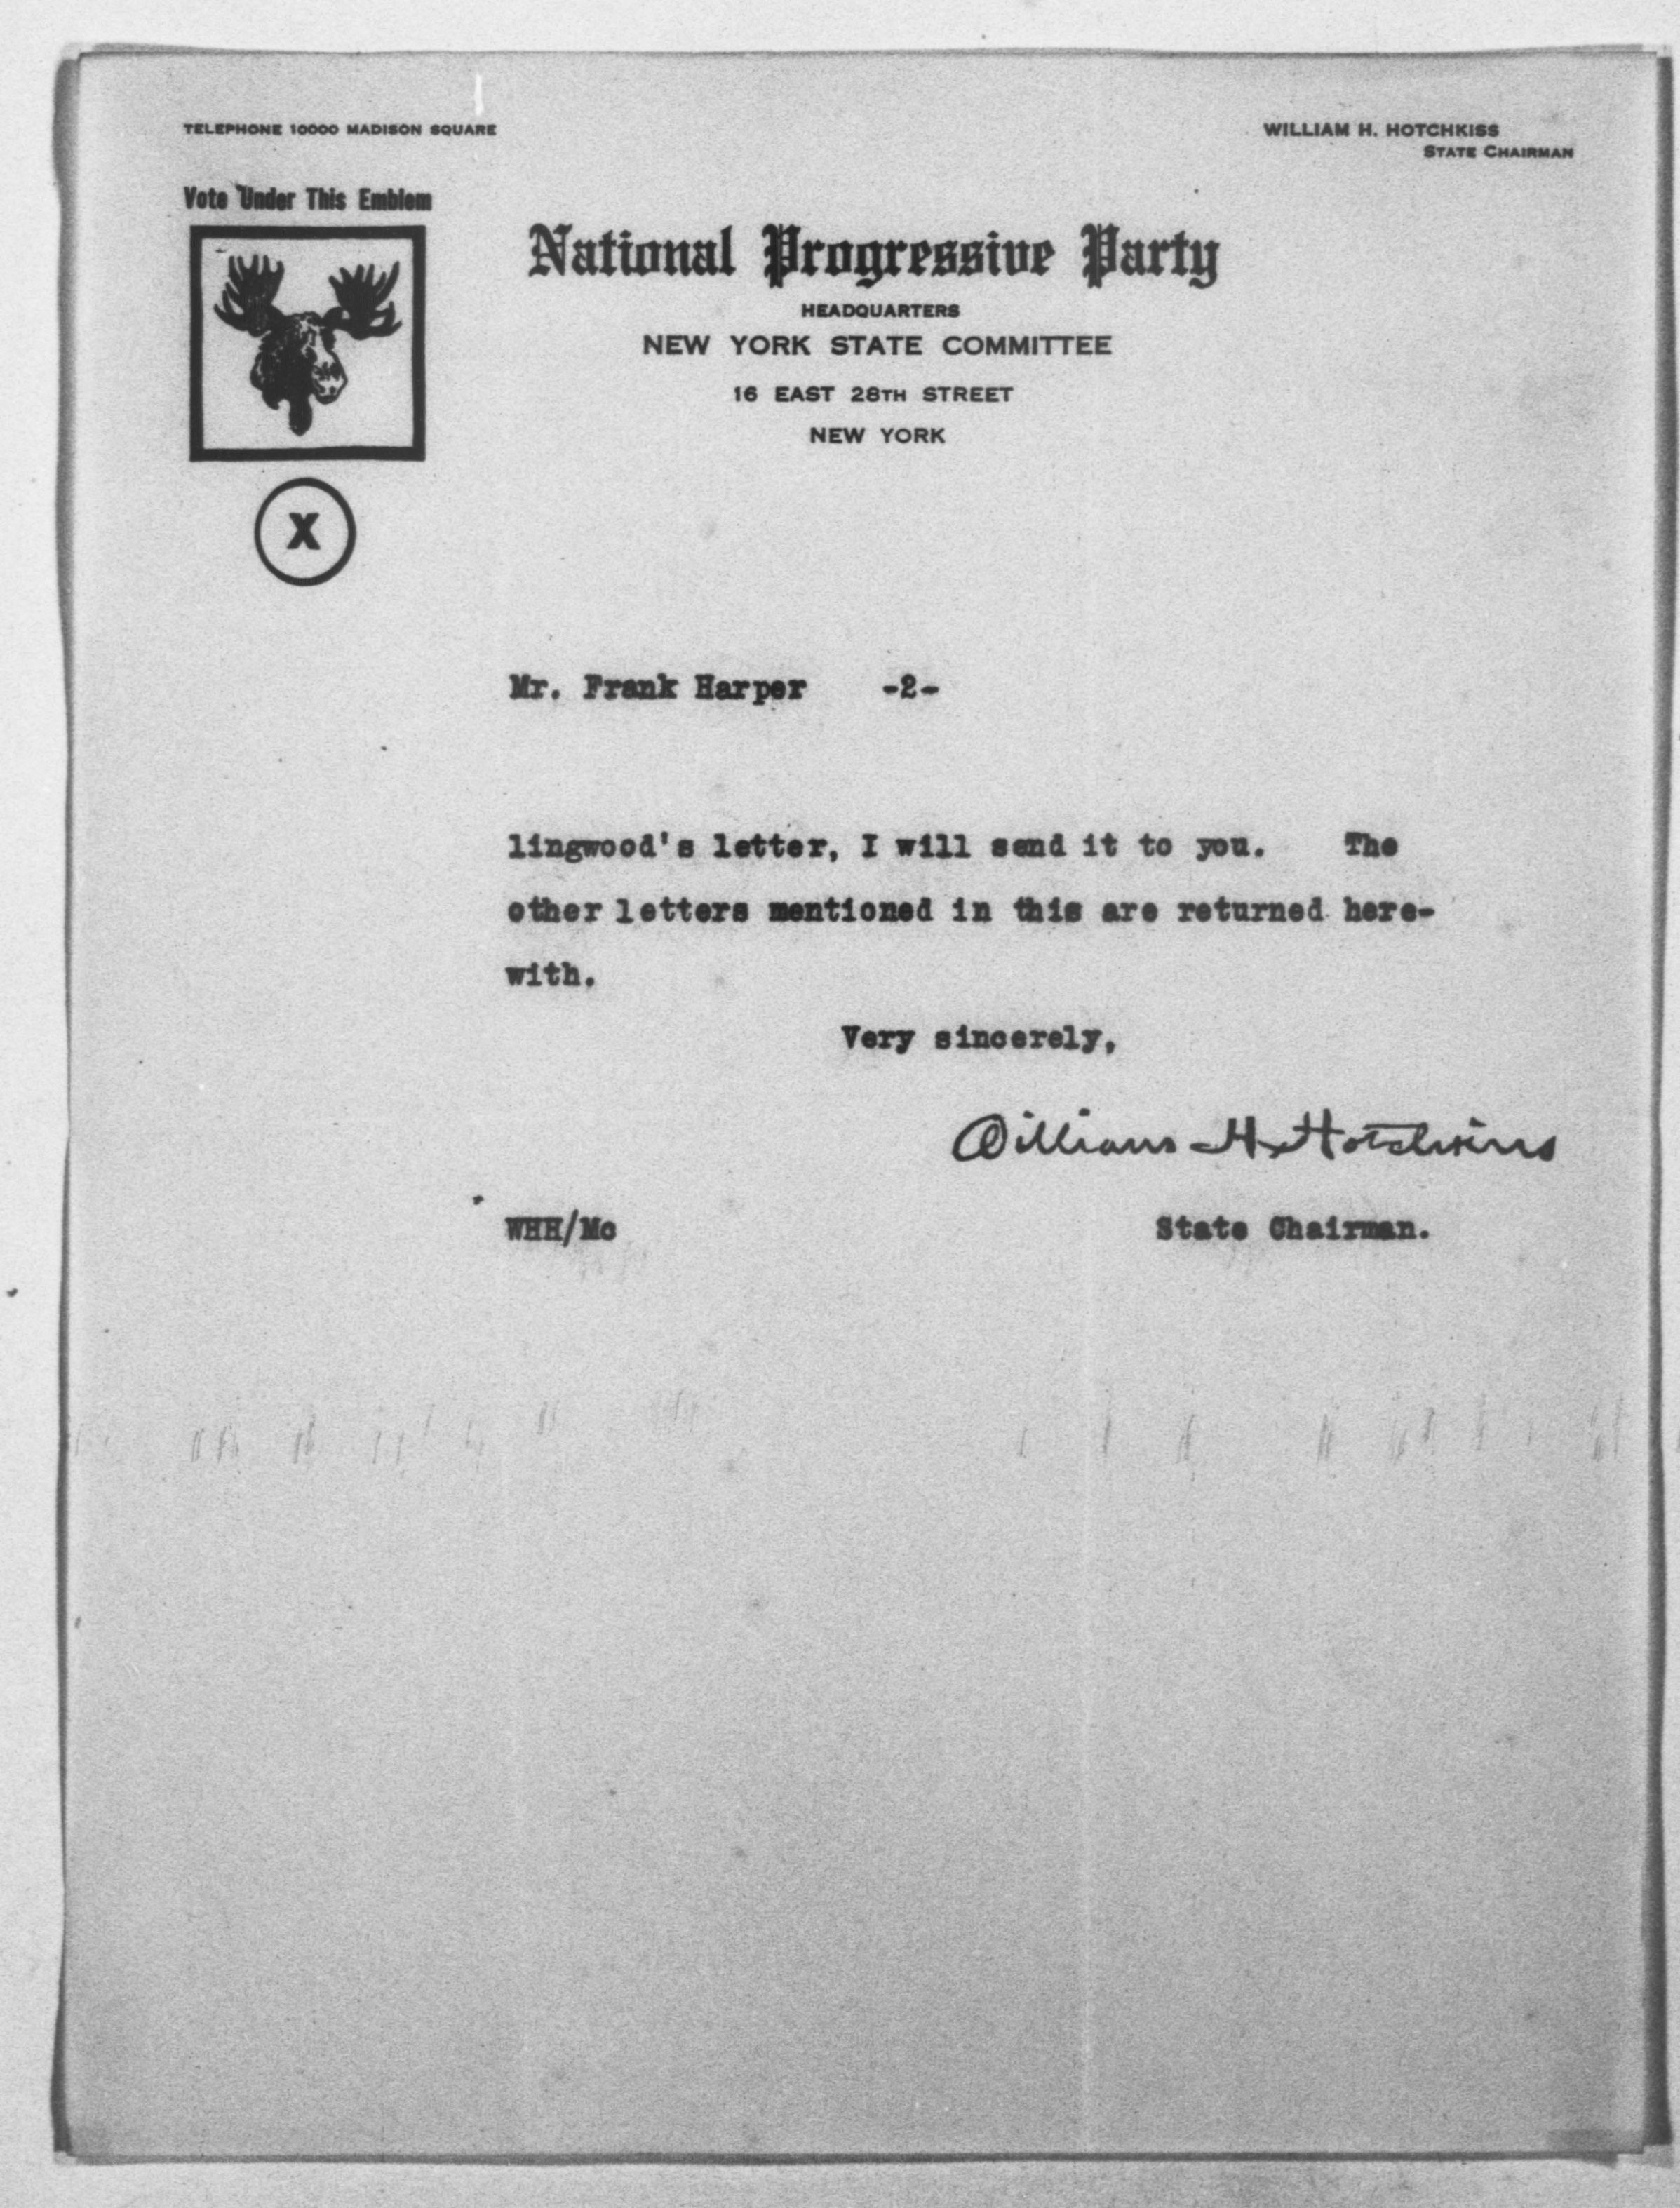 TELEPHONE 10000 MADISON SQUARE
WILLIAM H. HOTCHKISS
STATE CHAIRMAN
Vote Under This Emblem
National Progressive Party
HEADQUARTERS
NEW YORK STATE COMMITTEE
16 EAST 28TH STREET
NEW YORK
X
Mr. Frank Harper -2-
lingwood's letter, I will send it to you. The
other letters mentioned in this are returned here-
with.
Very sincerely,
William H. Hotchkiss
WHH/Mc
State Chairman.